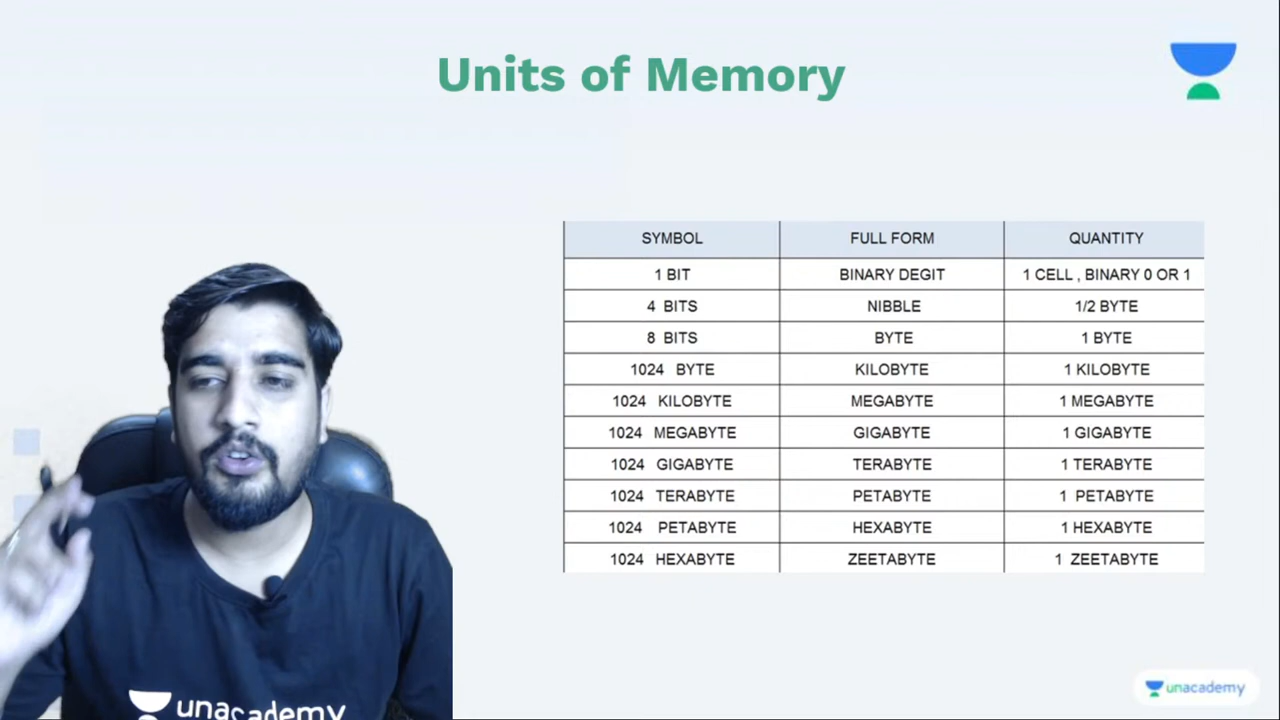 Units of Memory
SYMBOL FULL FORM QUANTITY
1 BIT BINARY DEGIT 1 CELL , BINARY 0 OR 1
4 BITS NIBBLE 1/2 BYTE
8 BITS BYTE 1 BYTE
1024 BYTE KILOBYTE 1 KILOBYTE
1024 KILOBYTE MEGABYTE 1 MEGABYTE
1024 MEGABYTE GIGABYTE 1 GIGABYTE
1024 GIGABYTE TERABYTE 1 TERABYTE
1024 TERABYTE PETABYTE 1 PETABYTE
1024 PETABYTE HEXABYTE 1 HEXABYTE
1024 HEXABYTE ZEETABYTE 1 ZEETABYTE
unacademy
unacademy